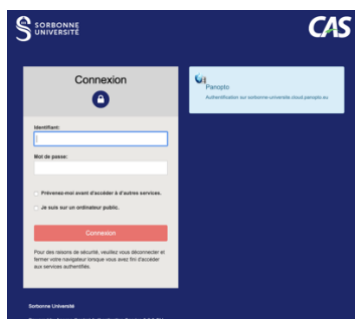 SORBONNE
UNIVERSITÉ
CAS
Connexion
Panopto
Authentification sur sorbonne-universite.cloud.panopto.eu
Identifiant:
Mot de passe:
Prévenez-moi avant d'accéder à d'autres services.
Je suis sur un ordinateur public.
Connexion
Pour des raisons de sécurité, veuillez vous déconnecter et
fermer votre navigateur lorsque vous avez fini d'accéder
aux services authentifiés.
Sorbonne Université